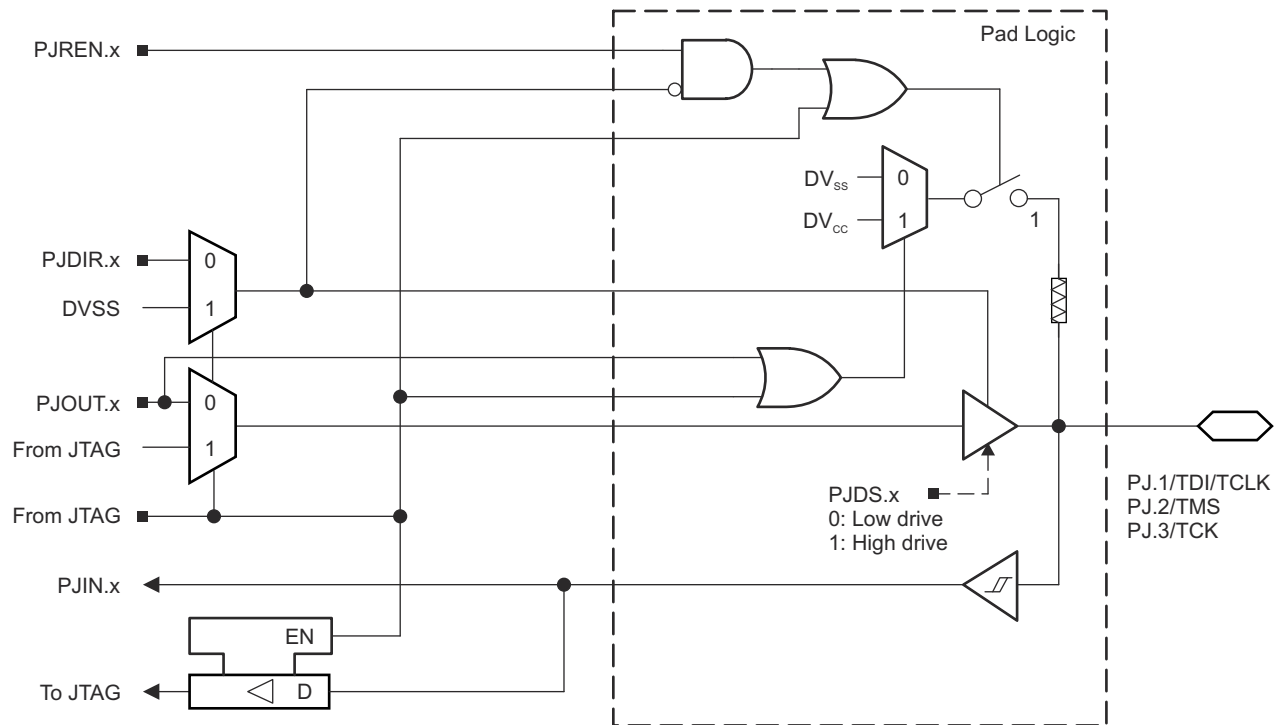 Pad Logic
PJREN.x
DVSS
0
DVCC
1
1
PJDIR.x
0
DVSS
1
PJOUT.x
0
From JTAG
1
From JTAG
PJDS.x
0: Low drive
1: High drive
PJ.1/TDI/TCLK
PJ.2/TMS
PJ.3/TCK
PJIN.x
EN
To JTAG
D